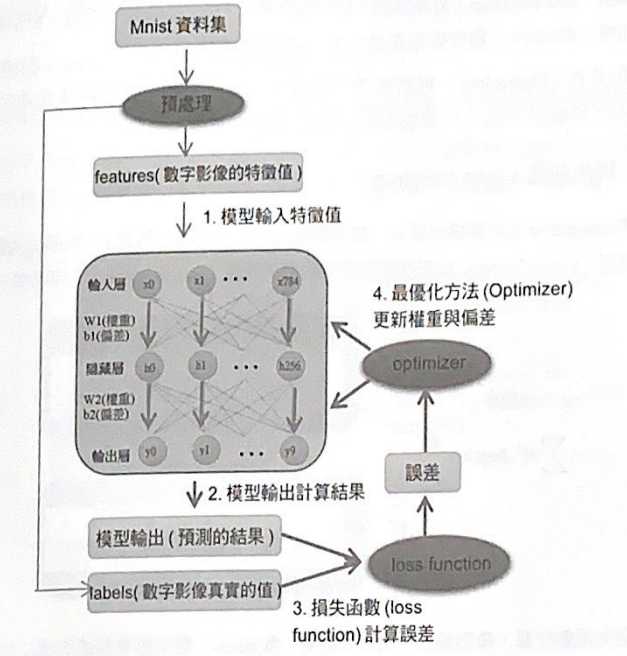 Mnist 資料集
預處理
features( 數字影像的特徵值 )
1. 模型輸入特徵值
輸入層 x0 x1 ••• x784
W1(權重)
b1(偏差)
隱藏層 h0 h1 ••• h256
W2(權重)
b2(偏差)
輸出層 y0 y1 ••• y9
4. 最優化方法 (Optimizer)
更新權重與偏差
optimizer
誤差
2. 模型輸出計算結果
模型輸出 ( 預測的結果 )
loss function
labels( 數字影像真實的值 )
3. 損失函數 (loss
function) 計算誤差